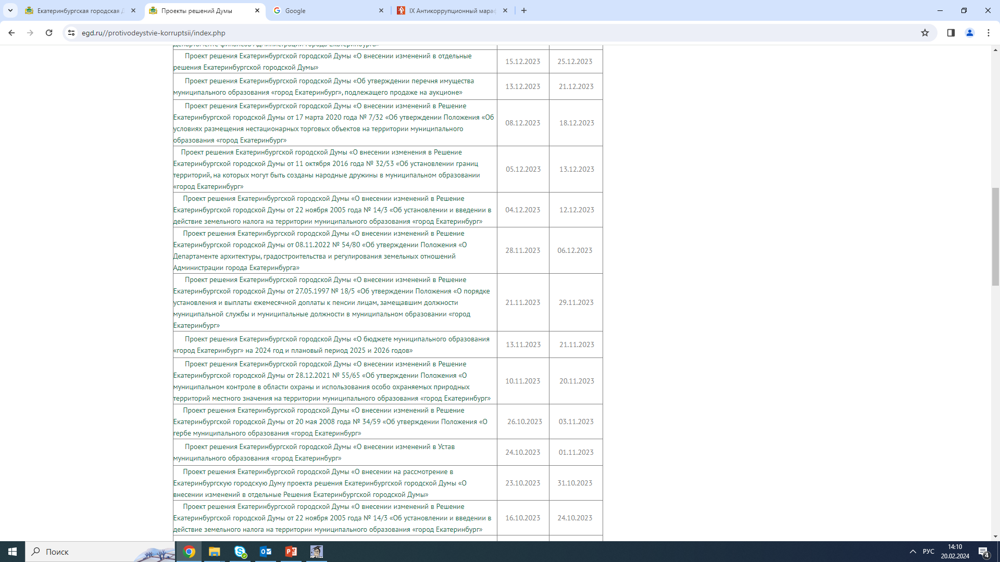 Екатеринбургская городская Д
Проекты решений Думы
Google
IX Антикоррупционный мараф
egd.ru//protivodeystvie-korruptsii/index.php
Департаменте финансов Администрации города Екатеринбурга»
Проект решения Екатеринбургской городской Думы «О внесении изменений в отдельные
решения Екатеринбургской городской Думы»
15.12.2023
25.12.2023
Проект решения Екатеринбургской городской Думы «Об утверждении перечня имущества
муниципального образования «город Екатеринбург», подлежащего продаже на аукционе»
13.12.2023
21.12.2023
Проект решения Екатеринбургской городской Думы «О внесении изменений в Решение
Екатеринбургской городской Думы от 17 марта 2020 года № 7/32 «Об утверждении Положения «Об
условиях размещения нестационарных торговых объектов на территории муниципального
образования «город Екатеринбург»
08.12.2023
18.12.2023
Проект решения Екатеринбургской городской Думы «О внесении изменения в Решение
Екатеринбургской городской Думы от 11 октября 2016 года № 32/53 «Об установлении границ
территорий, на которых могут быть созданы народные дружины в муниципальном образовании
«город Екатеринбург»
05.12.2023
13.12.2023
Проект решения Екатеринбургской городской Думы «О внесении изменений в Решение
Екатеринбургской городской Думы от 22 ноября 2005 года № 14/3 «Об установлении и введении в
действие земельного налога на территории муниципального образования «город Екатеринбург»
04.12.2023
12.12.2023
Проект решения Екатеринбургской городской Думы «О внесении изменений в Решение
Екатеринбургской городской Думы от 08.11.2022 № 54/80 «Об утверждении Положения «О
Департаменте архитектуры, градостроительства и регулирования земельных отношений
Администрации города Екатеринбурга»
28.11.2023
06.12.2023
Проект решения Екатеринбургской городской Думы «О внесении изменений в Решение
Екатеринбургской городской Думы от 27.05.1997 № 18/5 «Об утверждении Положения «О порядке
установления и выплаты ежемесячной доплаты к пенсии лицам, замещавшим должности
муниципальной службы и муниципальные должности в муниципальном образовании «город
Екатеринбург»
21.11.2023
29.11.2023
Проект решения Екатеринбургской городской Думы «О бюджете муниципального образования
«город Екатеринбург» на 2024 год и плановый период 2025 и 2026 годов»
13.11.2023
21.11.2023
Проект решения Екатеринбургской городской Думы «О внесении изменений в Решение
Екатеринбургской городской Думы от 28.12.2021 № 55/65 «Об утверждении Положения «О
муниципальном контроле в области охраны и использования особо охраняемых природных
территорий местного значения на территории муниципального образования «город Екатеринбург»
10.11.2023
20.11.2023
Проект решения Екатеринбургской городской Думы «О внесении изменений в Решение
Екатеринбургской городской Думы от 20 мая 2008 года № 34/59 «Об утверждении Положения «О
гербе муниципального образования «город Екатеринбург»
26.10.2023
03.11.2023
Проект решения Екатеринбургской городской Думы «О внесении изменений в Устав
муниципального образования «город Екатеринбург»
24.10.2023
01.11.2023
Проект решения Екатеринбургской городской Думы «О внесении на рассмотрение в
Екатеринбургскую городскую Думу проекта решения Екатеринбургской городской Думы «О
внесении изменений в отдельные Решения Екатеринбургской городской Думы»
23.10.2023
31.10.2023
Проект решения Екатеринбургской городской Думы «О внесении изменений в Решение
Екатеринбургской городской Думы от 22 ноября 2005 года № 14/3 «Об установлении и введении в
действие земельного налога на территории муниципального образования «город Екатеринбург»
16.10.2023
24.10.2023
Поиск
РУС
14:10
20.02.2024
4